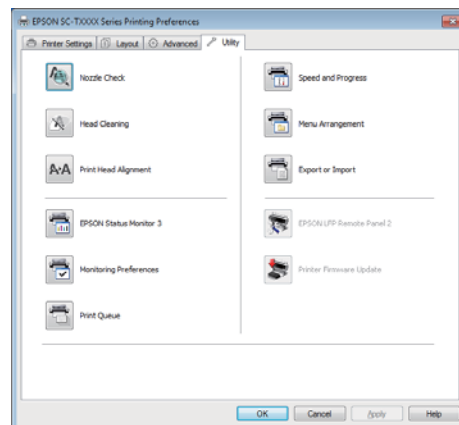 EPSON SC-TXXXX Series Printing Preferences
Printer Settings Layout Advanced Utility
Nozzle Check
Speed and Progress
Head Cleaning
Menu Arrangement
A·A Print Head Alignment
Export or Import
EPSON Status Monitor 3
EPSON LFP Remote Panel 2
Monitoring Preferences
Printer Firmware Update
Print Queue
OK Cancel Apply Help